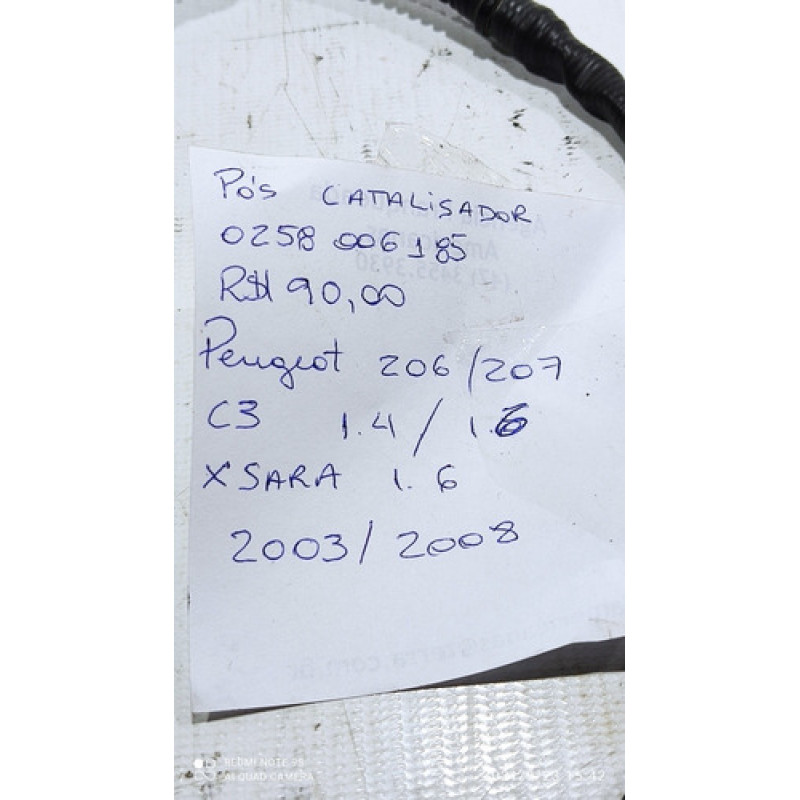 Pós CATALISADOR
0258 006 185
R$ 90,00
Peugeot 206/207
C3 1.4 / 1.6
XSARA 1.6
2003/2008
REDMI NOTE 9S
AI QUAD CAMERA